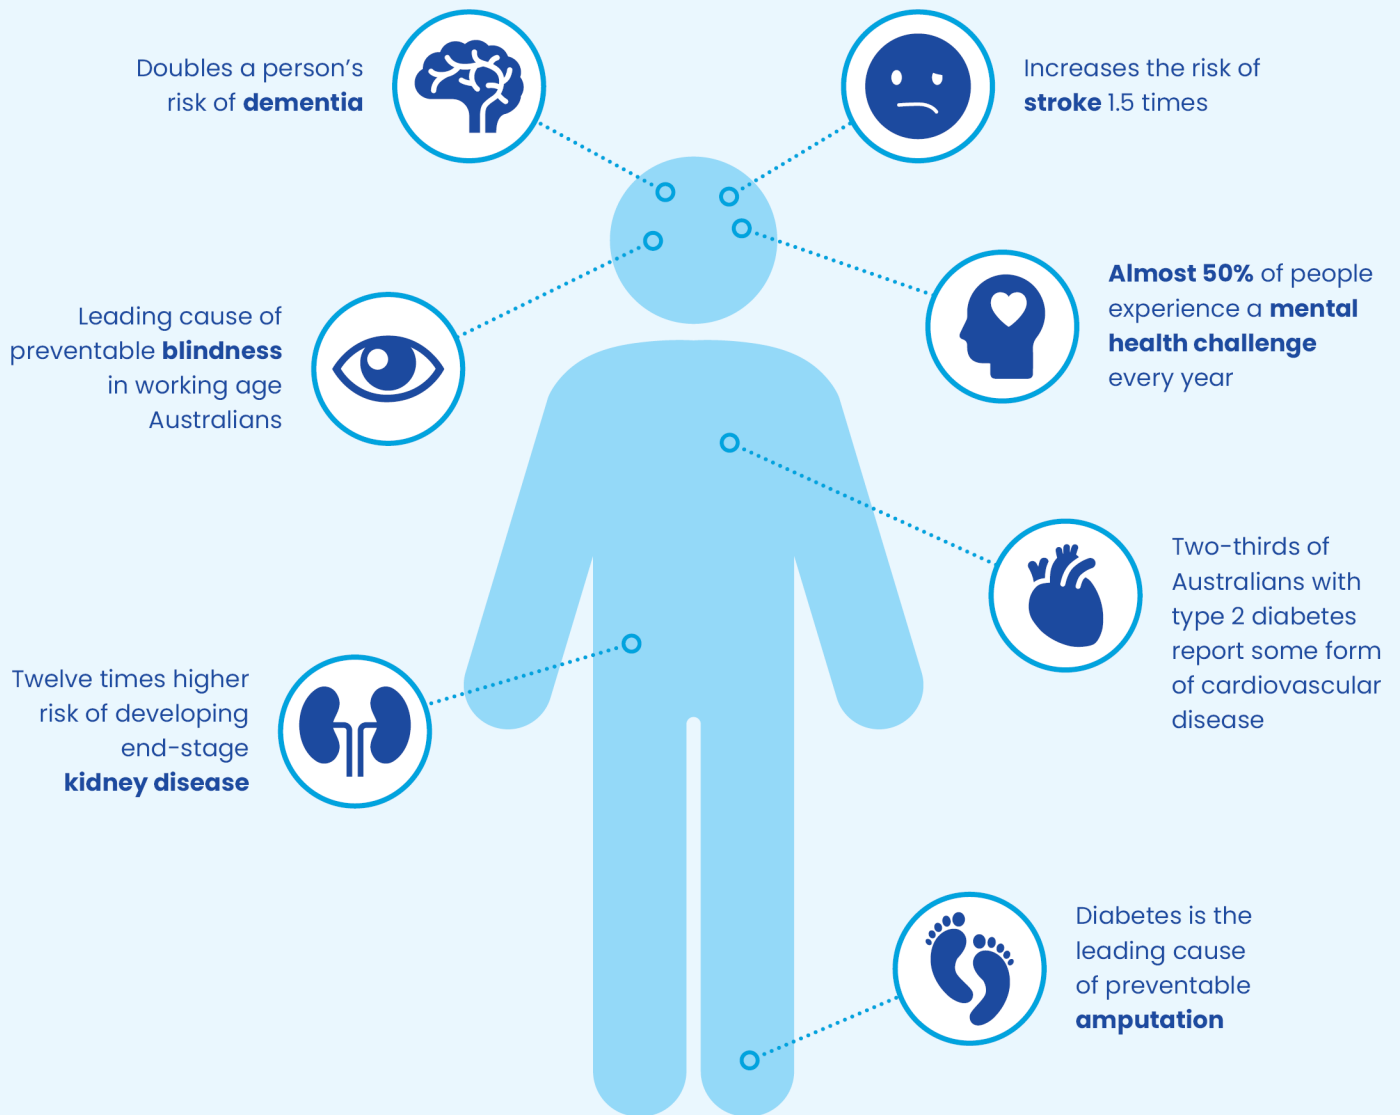 Doubles a person’s
risk of dementia
Increases the risk of
stroke 1.5 times
Leading cause of
preventable blindness
in working age
Australians
Almost 50% of people
experience a mental
health challenge
every year
Two-thirds of
Australians with
type 2 diabetes
report some form
of cardiovascular
disease
Twelve times higher
risk of developing
end-stage
kidney disease
Diabetes is the
leading cause
of preventable
amputation